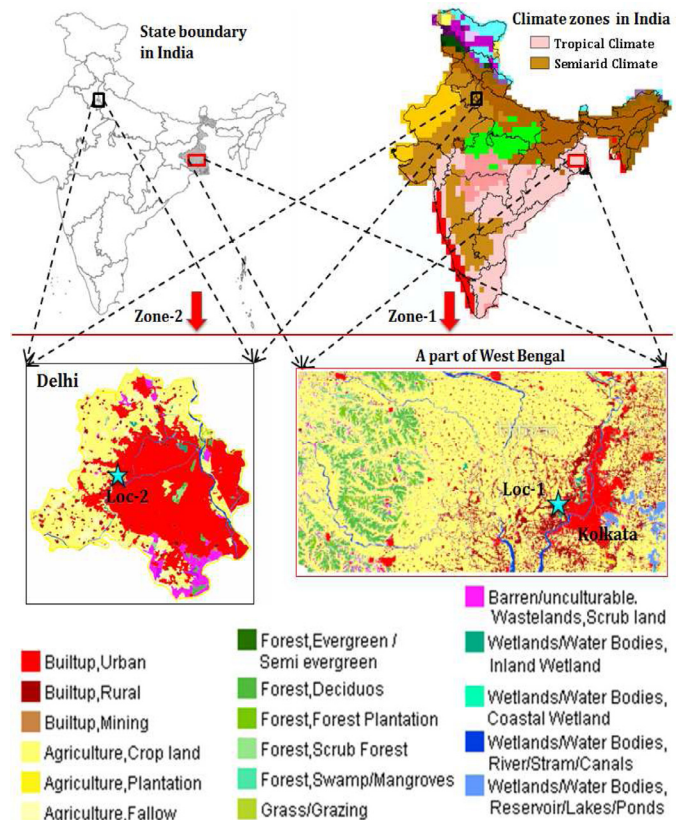 State boundary
in India
Climate zones in India
Tropical Climate
Semiarid Climate
Zone-2
Zone-1
A part of West Bengal
Delhi
Loc-2
Loc-1
Kolkata
Builtup,Urban
Builtup,Rural
Builtup,Mining
Agriculture,Crop land
Agriculture,Plantation
Agriculture,Fallow
Forest,Evergreen /
Semi evergreen
Forest,Deciduos
Forest,Forest Plantation
Forest,Scrub Forest
Forest,Swamp/Mangroves
Grass/Grazing
Barren/unculturable.
Wastelands,Scrub land
Wetlands/Water Bodies,
Inland Wetland
Wetlands/Water Bodies,
Coastal Wetland
Wetlands/Water Bodies,
River/Stram/Canals
Wetlands/Water Bodies,
Reservoir/Lakes/Ponds